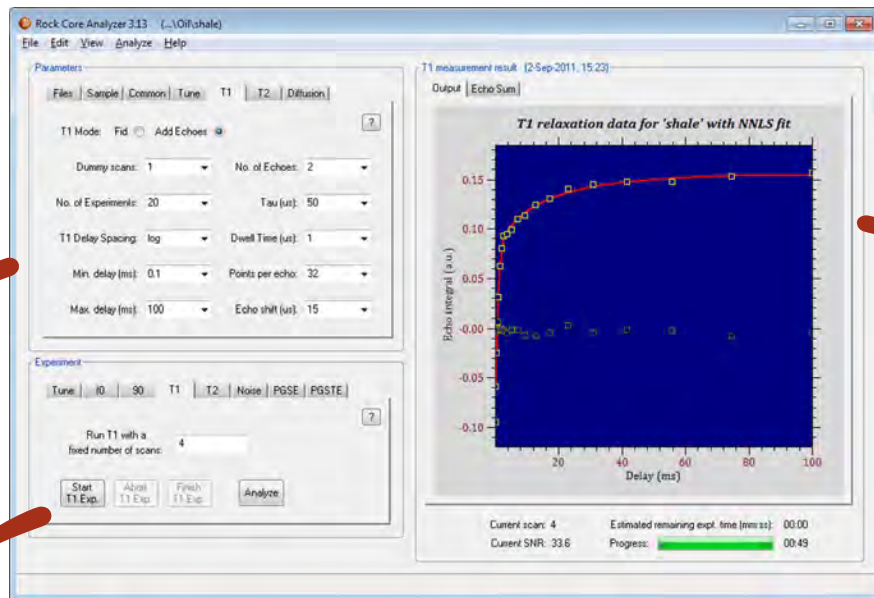 Rock Core Analyzer 3.13 (...\Oil\shale)
File Edit View Analyze Help
Parameters
Files Sample Common Tune T1 T2 Diffusion
T1 Mode: Fid Add Echoes ?
Dummy scans: 1 No. of Echoes: 2
No. of Experiments: 20 Tau (us): 50
T1 Delay Spacing: log Dwell Time (us): 1
Min. delay (ms): 0.1 Points per echo: 32
Max. delay (ms): 100 Echo shift (us): 15
Experiment
Tune f0 90 T1 T2 Noise PGSE PGSTE
?
Run T1 with a
fixed number of scans: 4
Start
T1 Exp.
Abort
T1 Exp.
Finish
T1 Exp.
Analyze
T1 measurement result (2-Sep-2011, 15:23)
Output Echo Sum
T1 relaxation data for 'shale' with NNLS fit
Echo integral (a.u.)
0.15
0.10
0.05
-0.00
-0.05
-0.10
20 40 60 80 100
Delay (ms)
Current scan: 4 Estimated remaining expt. time (mm:ss): 00:00
Current SNR: 33.6 Progress: 00:49